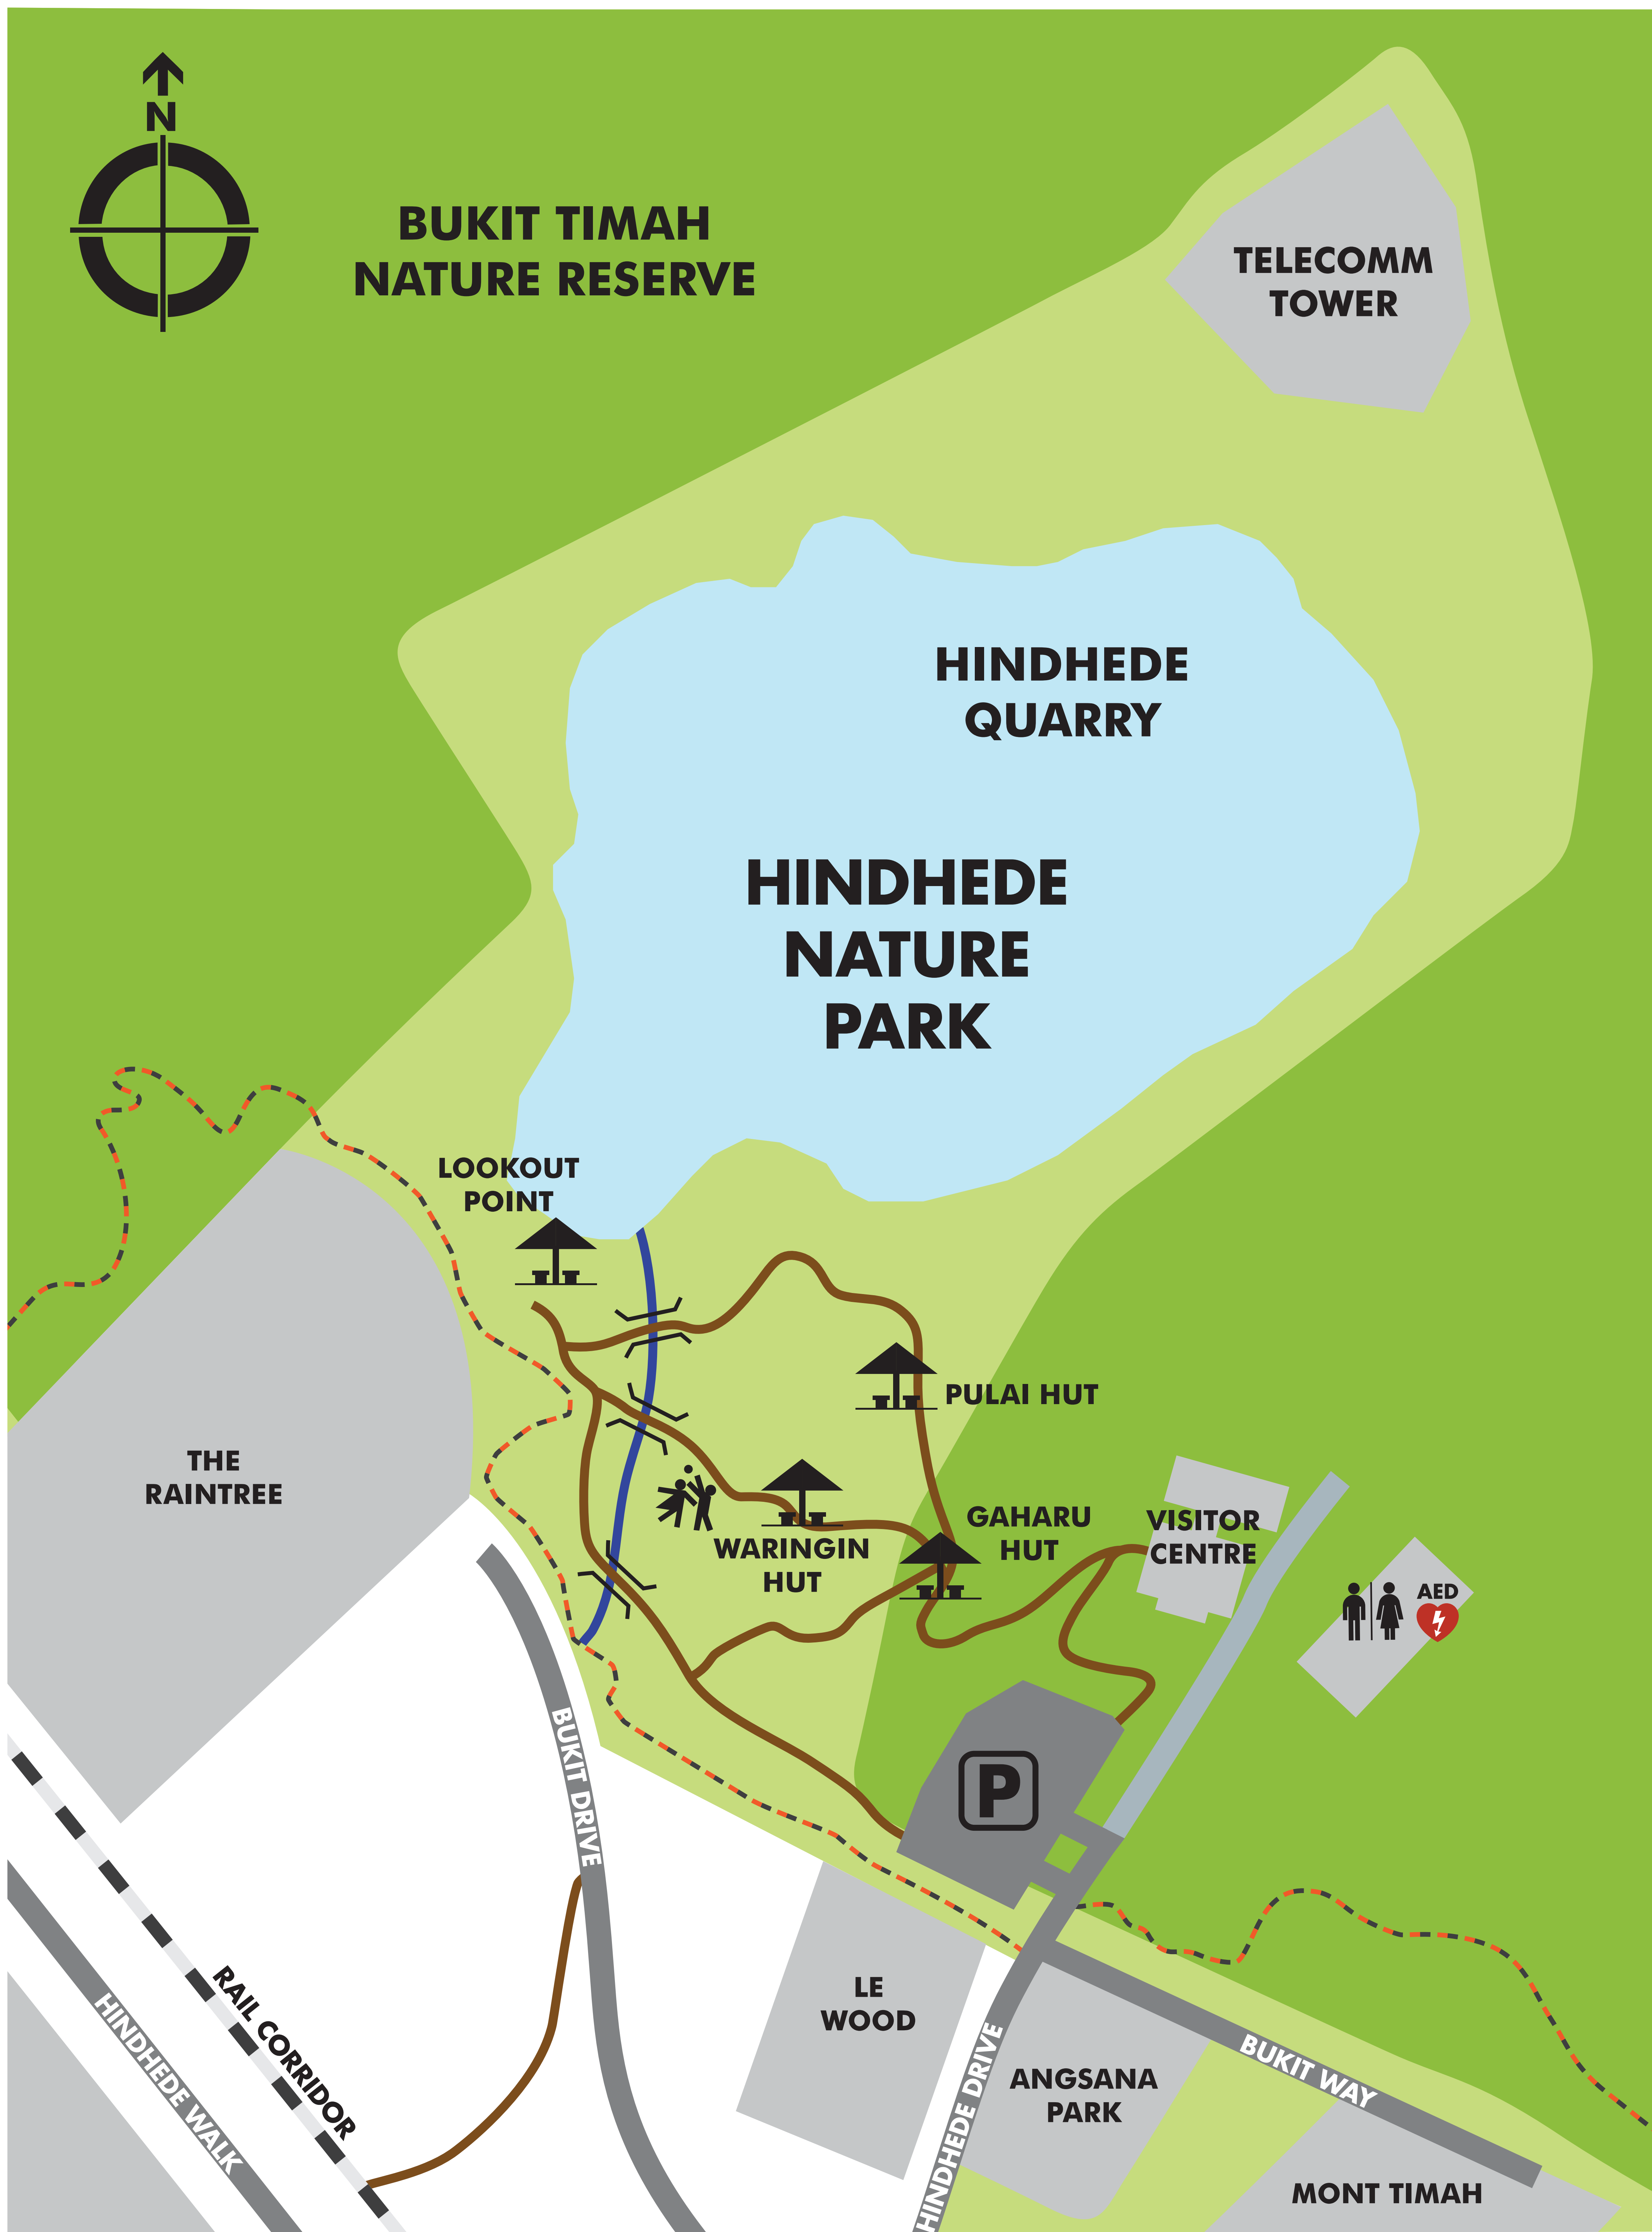 N
BUKIT TIMAH
NATURE RESERVE
TELECOMM
TOWER
HINDHEDE
QUARRY
HINDHEDE
NATURE
PARK
LOOKOUT
POINT
PULAI HUT
THE
RAINTREE
GAHARU
HUT
VISITOR
CENTRE
WARINGIN
HUT
AED
BUKIT DRIVE
P
RAIL CORRIDOR
HINDHEDE WALK
LE
WOOD
HINDHEDE DRIVE
ANGSANA
PARK
BUKIT WAY
MONT TIMAH